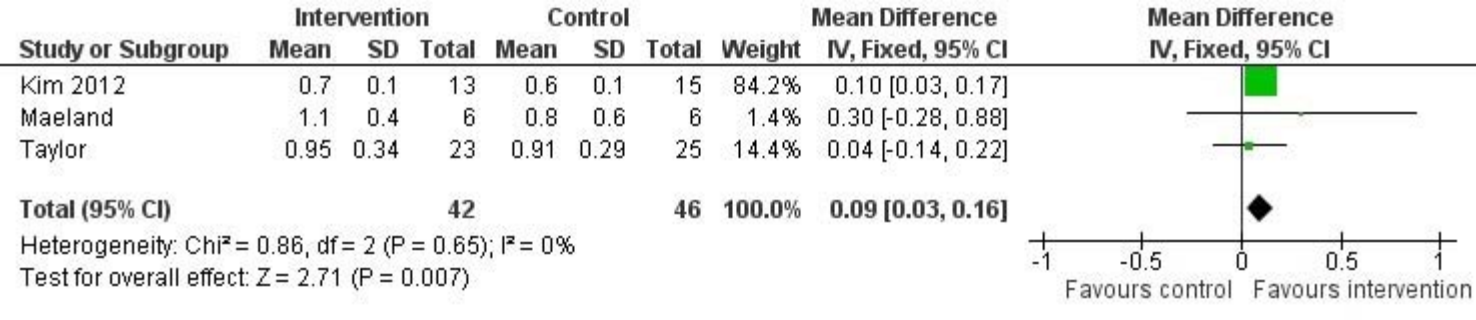 Intervention Control Mean Difference Mean Difference
Study or Subgroup Mean SD Total Mean SD Total Weight IV, Fixed, 95% CI IV, Fixed, 95% CI
Kim 2012 0.7 0.1 13 0.6 0.1 15 84.2% 0.10 [0.03, 0.17]
Maeland 1.1 0.4 6 0.8 0.6 6 1.4% 0.30 [-0.28, 0.88]
Taylor 0.95 0.34 23 0.91 0.29 25 14.4% 0.04 [-0.14, 0.22]
Total (95% CI) 42 46 100.0% 0.09 [0.03, 0.16]
Heterogeneity: Chi² = 0.86, df = 2 (P = 0.65); I² = 0%
Test for overall effect: Z = 2.71 (P = 0.007)
-1 -0.5 0 0.5 1
Favours control Favours intervention